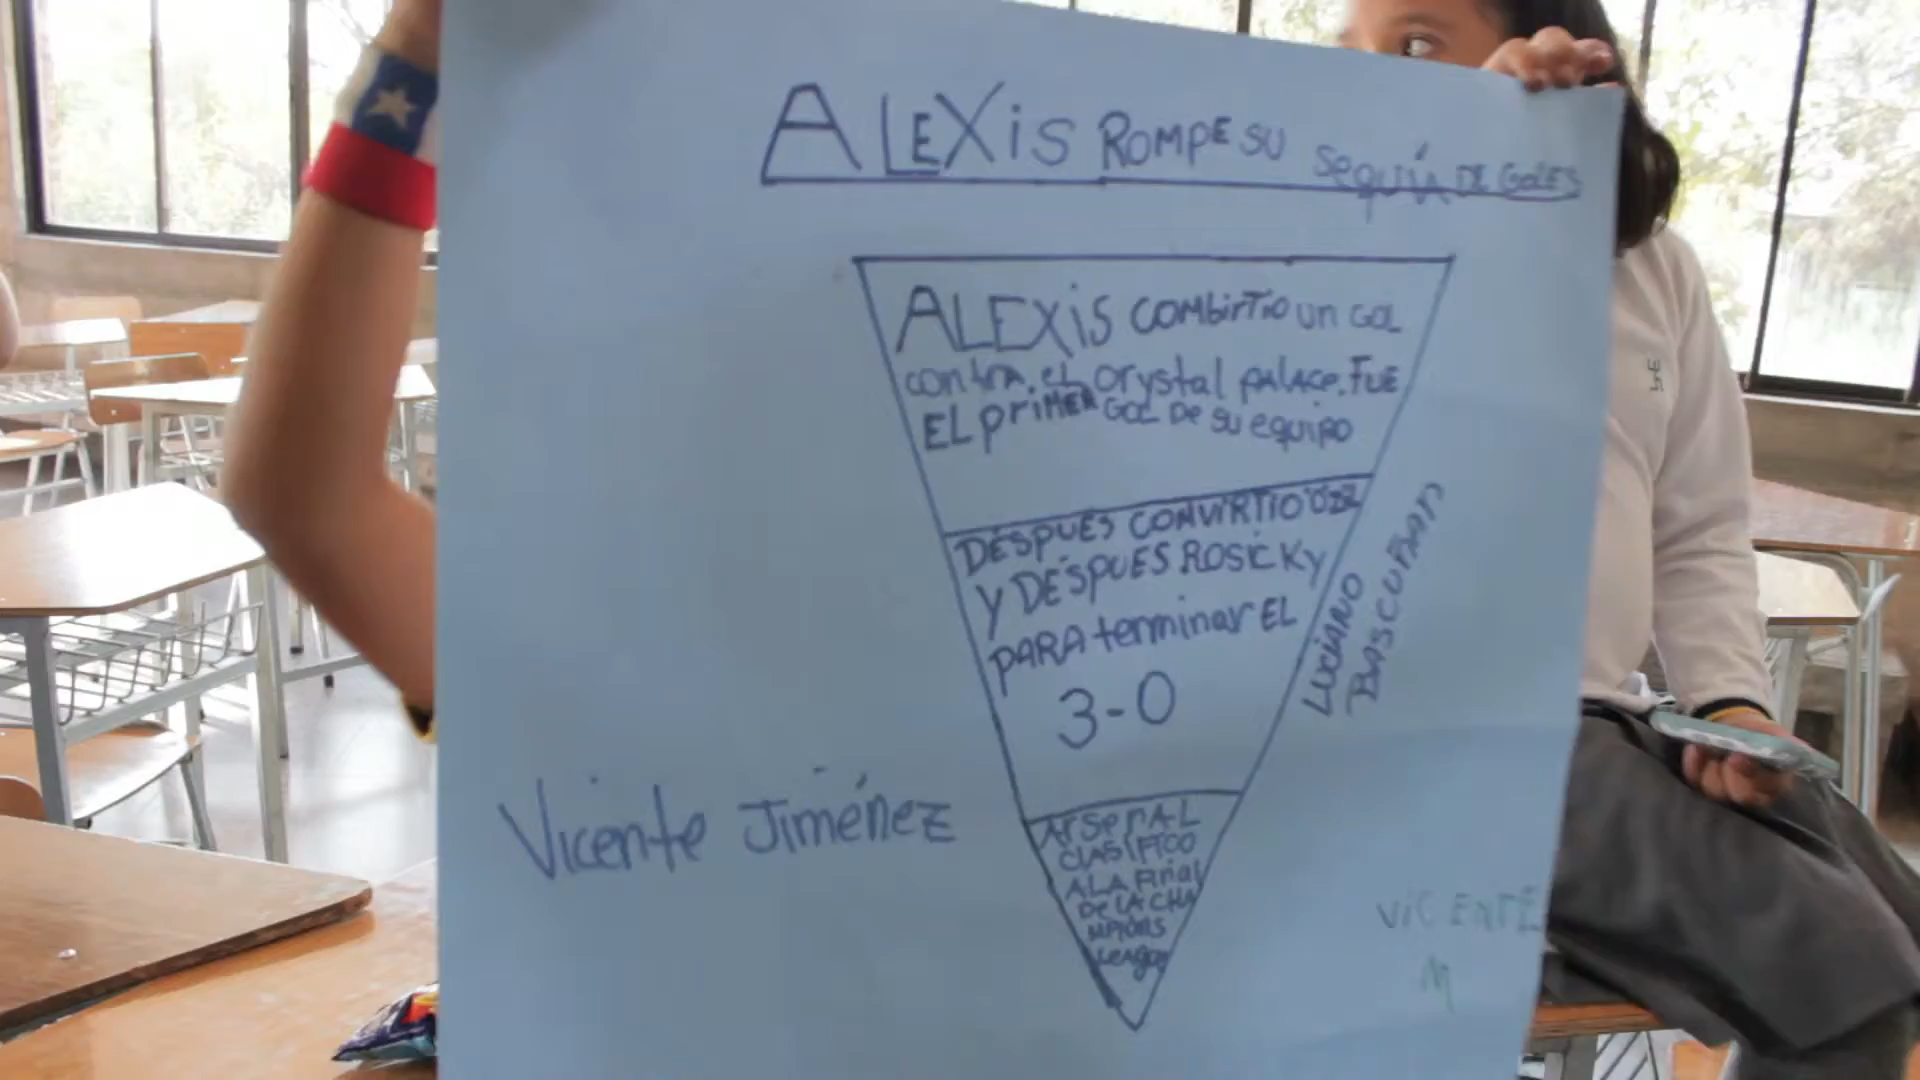 ALEXiS ROMPE SU sequía DE GOLES
ALEXiS COMbirTio un GOL
contra el crystal pALAce. FUE
EL priMER GOL De su equipo
DESPUES CONVIRTIO OZIL
y DESPUES ROSICKy
PARA terminar EL
3-0
ArsenAL
CLASIFICO
A LA FiñaL
De LA CHA
MPIONS
LeAgue
LUCIANO
BASCUÑAN
Vicente Jiménez
ViCENTE
M